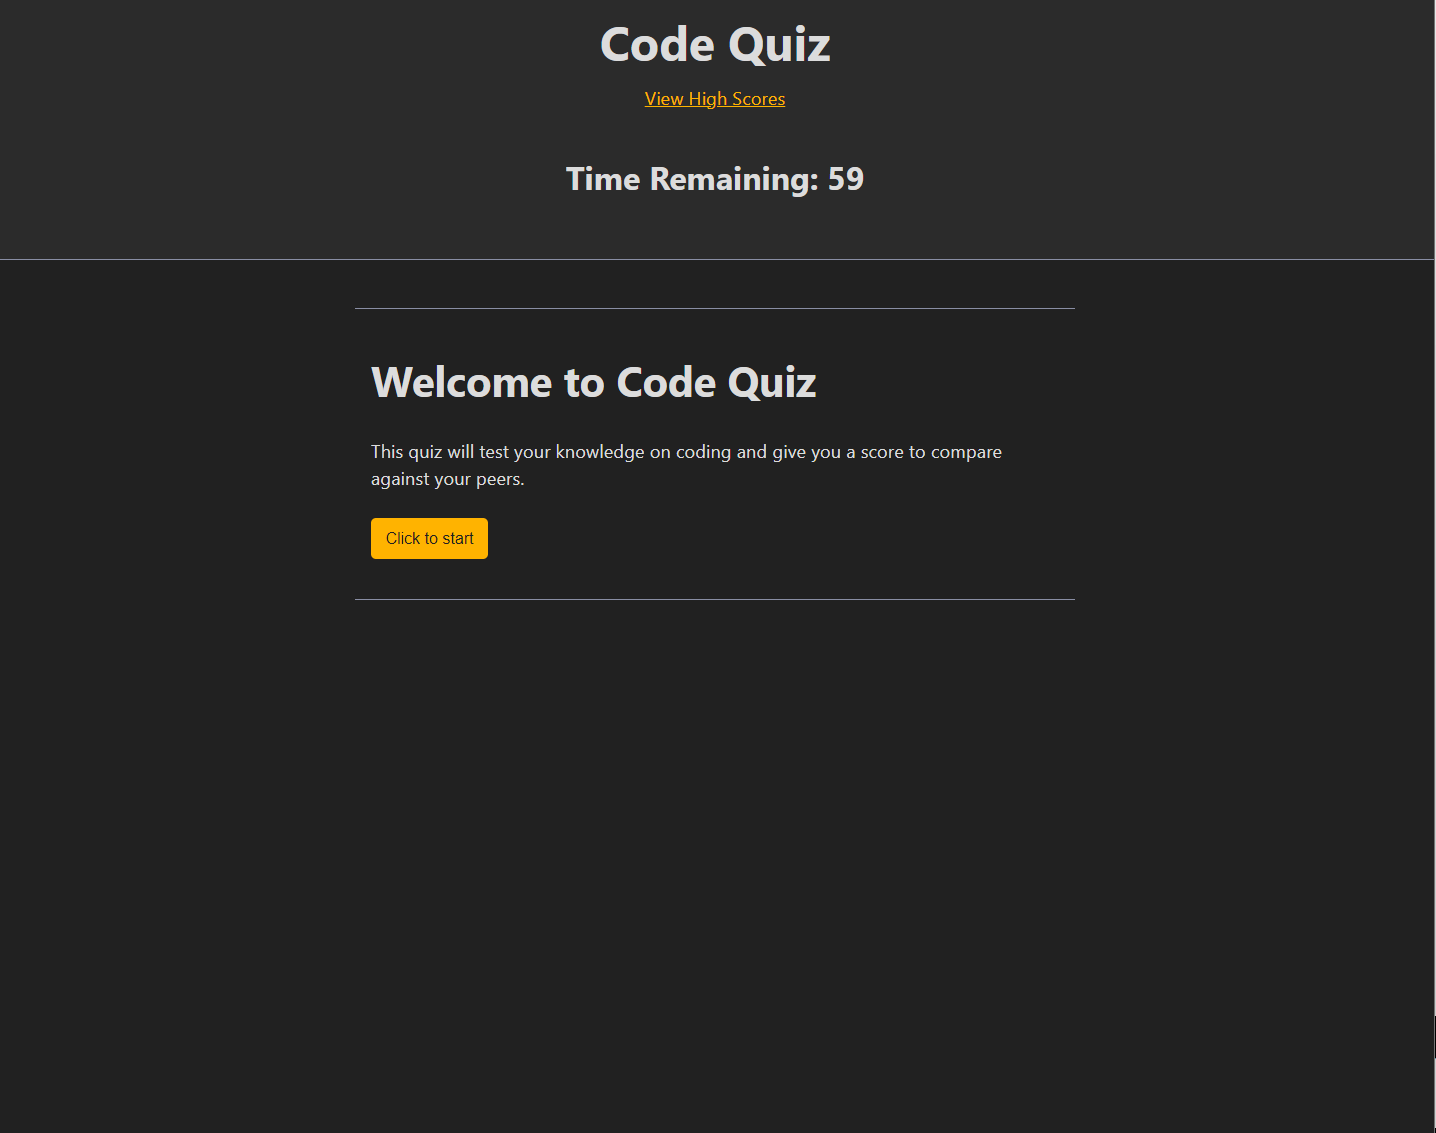 Code Quiz
View High Scores
Time Remaining: 59
Welcome to Code Quiz
This quiz will test your knowledge on coding and give you a score to compare
against your peers.
Click to start